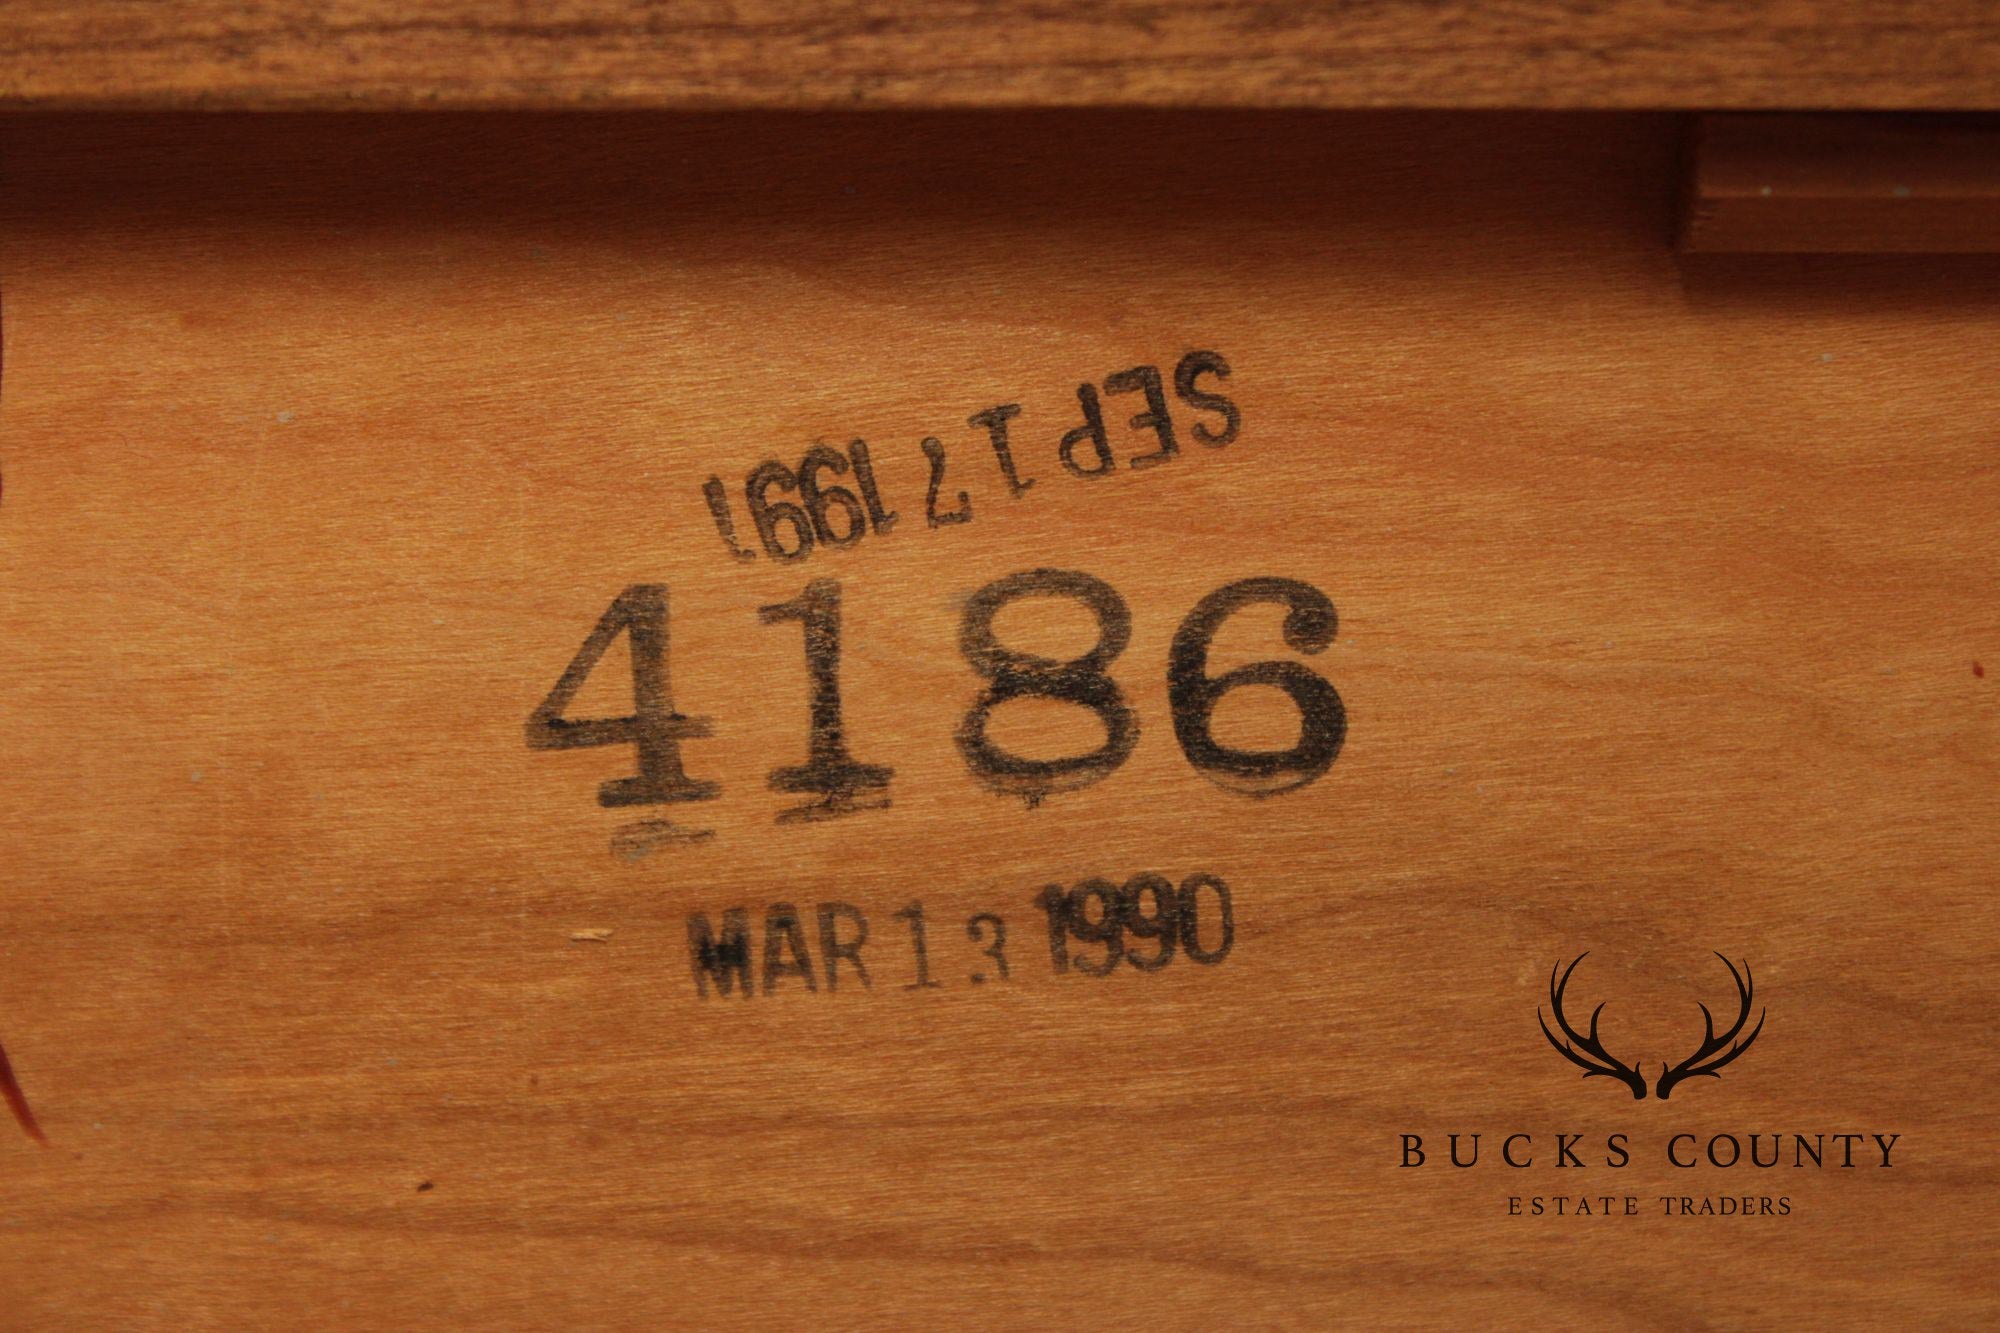 SEP 17 1991
4186
MAR 13 1990
BUCKS COUNTY
ESTATE TRADERS